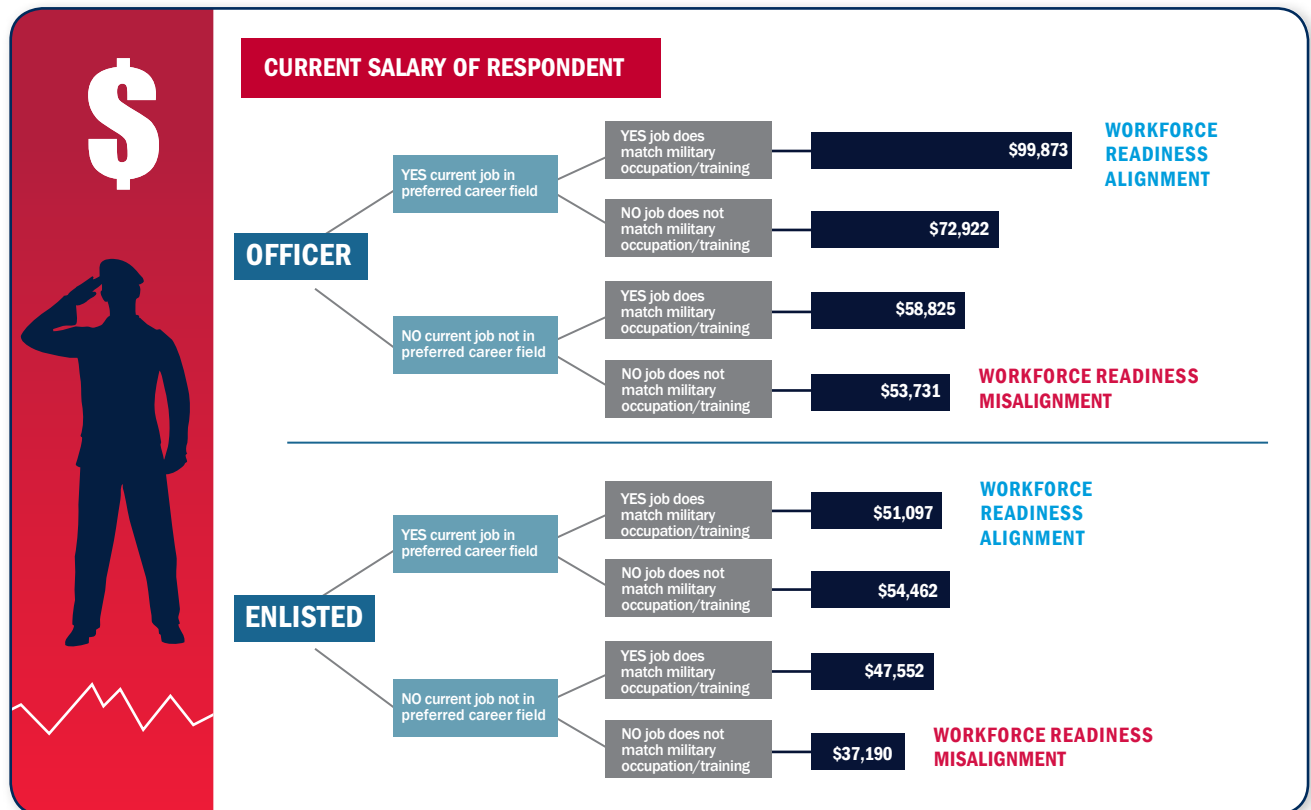 $
CURRENT SALARY OF RESPONDENT
OFFICER
YES current job in
preferred career field
YES job does
match military
occupation/training
$99,873
WORKFORCE
READINESS
ALIGNMENT
NO job does not
match military
occupation/training
$72,922
NO current job not in
preferred career field
YES job does
match military
occupation/training
$58,825
NO job does not
match military
occupation/training
$53,731
WORKFORCE READINESS
MISALIGNMENT
ENLISTED
YES current job in
preferred career field
YES job does
match military
occupation/training
$51,097
WORKFORCE
READINESS
ALIGNMENT
NO job does not
match military
occupation/training
$54,462
NO current job not in
preferred career field
YES job does
match military
occupation/training
$47,552
NO job does not
match military
occupation/training
$37,190
WORKFORCE READINESS
MISALIGNMENT